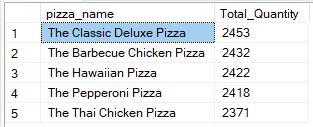 pizza_name Total_Quantity
1 The Classic Deluxe Pizza 2453
2 The Barbecue Chicken Pizza 2432
3 The Hawaiian Pizza 2422
4 The Pepperoni Pizza 2418
5 The Thai Chicken Pizza 2371